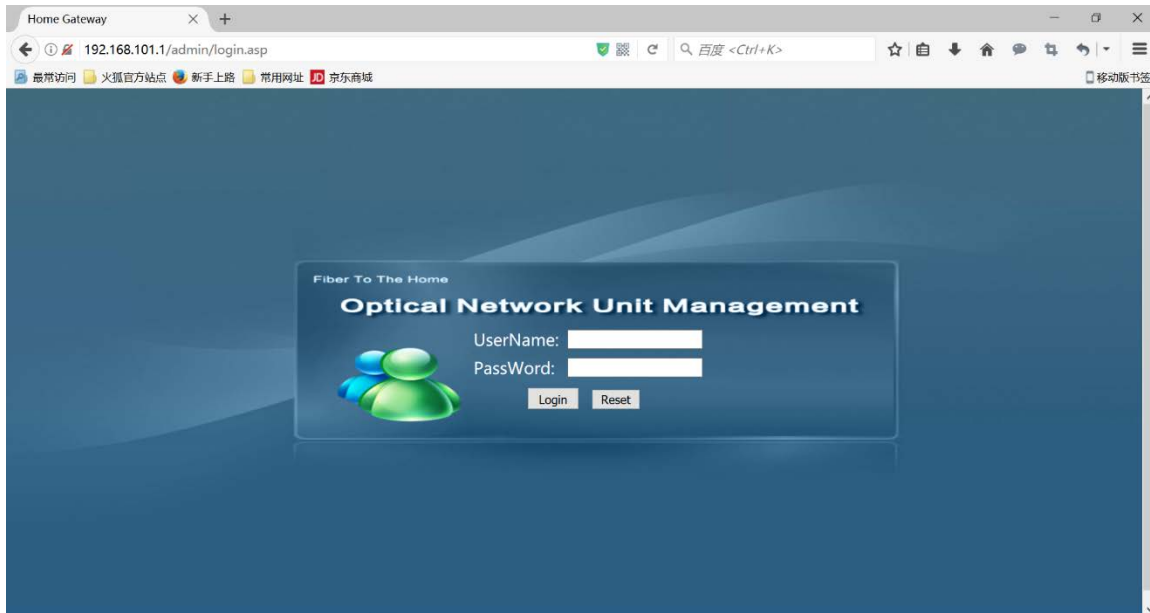 Home Gateway
192.168.101.1/admin/login.asp
百度 <Ctrl+K>
最常访问 火狐官方站点 新手上路 常用网址 JD 京东商城 移动版书签
Fiber To The Home
Optical Network Unit Management
UserName:
PassWord:
Login Reset